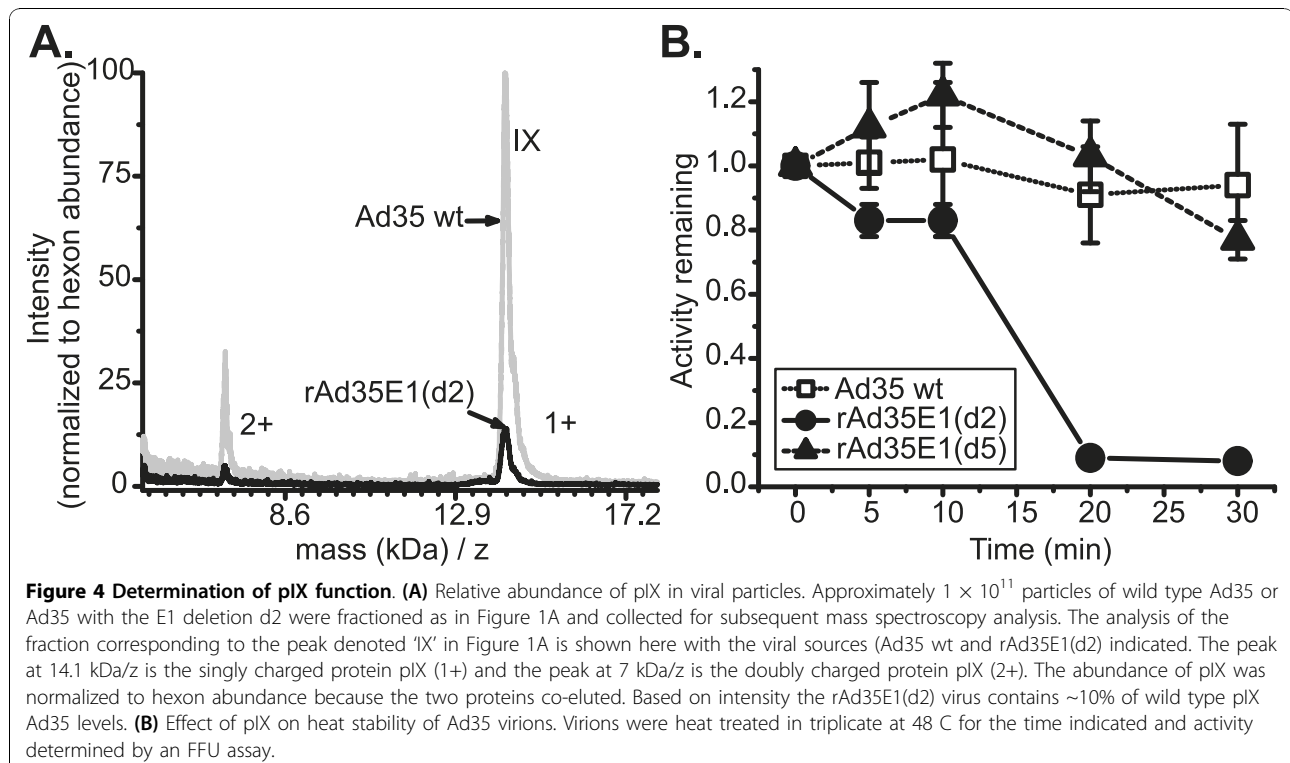 A.
Intensity
(normalized to hexon abundance)
100
75
50
25
0
IX
Ad35 wt
rAd35E1(d2)
2+
1+
8.6
12.9
17.2
mass (kDa) / z
B.
Activity remaining
1.2
1.0
0.8
0.6
0.4
0.2
0.0
Ad35 wt
rAd35E1(d2)
rAd35E1(d5)
0
5
10
15
20
25
30
Time (min)
Figure 4 Determination of pIX function. (A) Relative abundance of pIX in viral particles. Approximately 1 × 10¹¹ particles of wild type Ad35 or
Ad35 with the E1 deletion d2 were fractioned as in Figure 1A and collected for subsequent mass spectroscopy analysis. The analysis of the
fraction corresponding to the peak denoted 'IX' in Figure 1A is shown here with the viral sources (Ad35 wt and rAd35E1(d2) indicated. The peak
at 14.1 kDa/z is the singly charged protein pIX (1+) and the peak at 7 kDa/z is the doubly charged protein pIX (2+). The abundance of pIX was
normalized to hexon abundance because the two proteins co-eluted. Based on intensity the rAd35E1(d2) virus contains ~10% of wild type pIX
Ad35 levels. (B) Effect of pIX on heat stability of Ad35 virions. Virions were heat treated in triplicate at 48 C for the time indicated and activity
determined by an FFU assay.